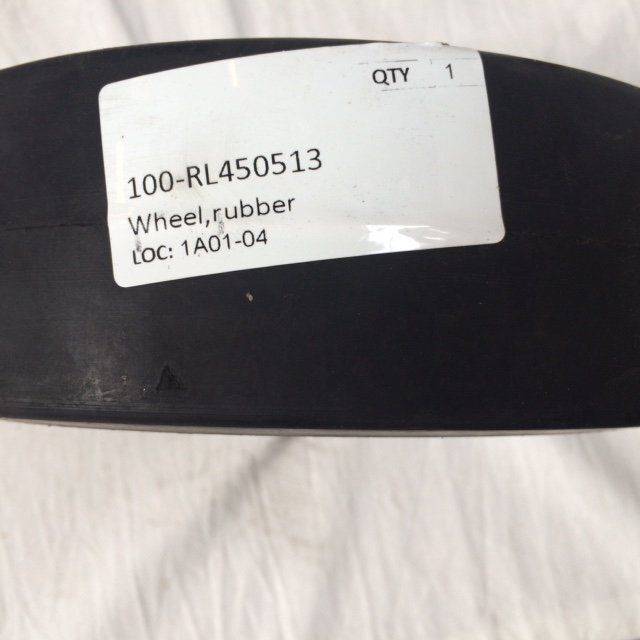 QTY 1
100-RL450513
Wheel,rubber
LOC: 1A01-04